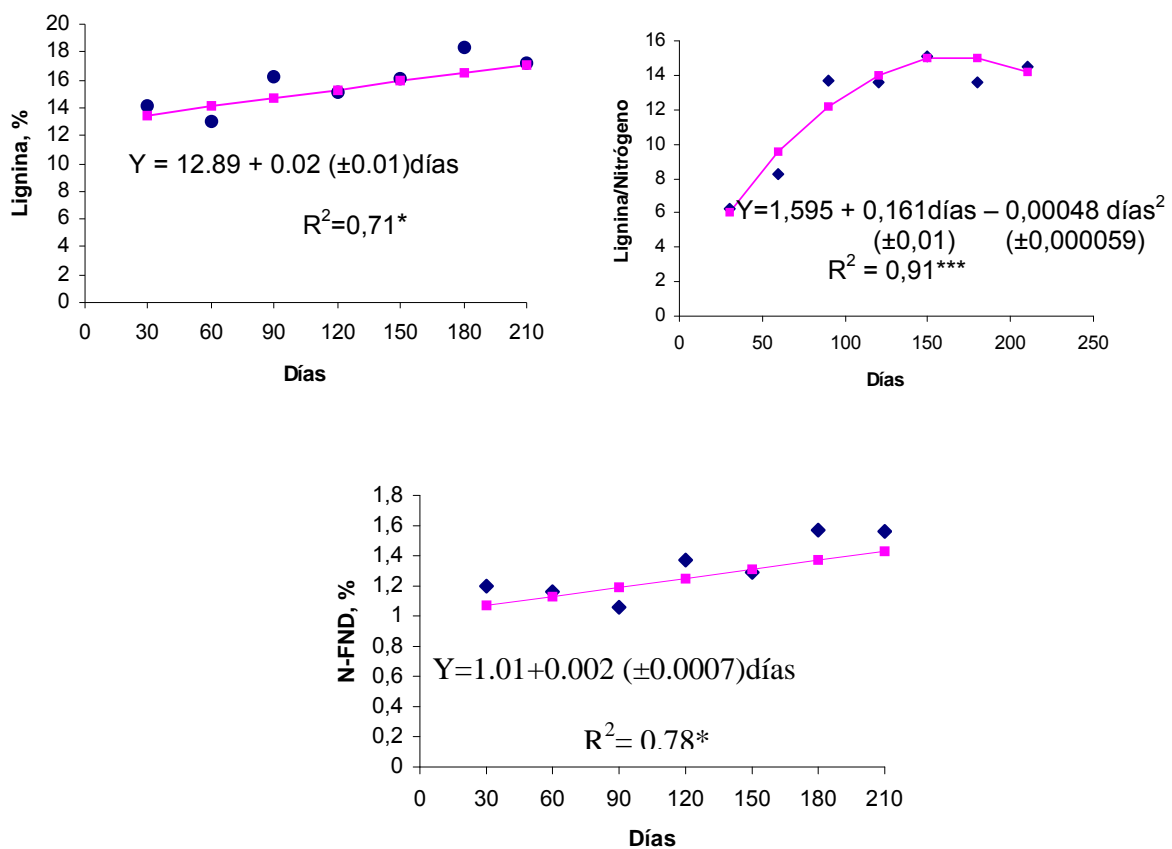 Lignina, %
20
18
16
14
12
10
8
6
4
2
0
Y = 12.89 + 0.02 (±0.01)días
R²=0,71*
0 30 60 90 120 150 180 210
Días
Lignina/Nitrógeno
16
14
12
10
8
6
4
2
0
Y=1,595 + 0,161días – 0,00048 días²
(±0,01) (±0,000059)
R² = 0,91***
0 50 100 150 200 250
Días
N-FND, %
1,8
1,6
1,4
1,2
1
0,8
0,6
0,4
0,2
0
Y=1.01+0.002 (±0.0007)días
R²= 0.78*
0 30 60 90 120 150 180 210
Días